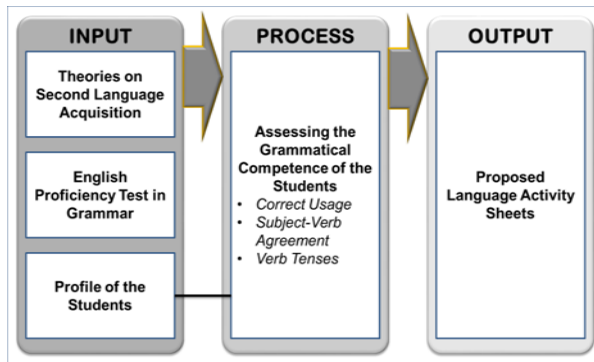 INPUT
Theories on
Second Language
Acquisition
English
Proficiency Test in
Grammar
Profile of the
Students
PROCESS
Assessing the
Grammatical
Competence of the
Students
• Correct Usage
• Subject-Verb
Agreement
• Verb Tenses
OUTPUT
Proposed
Language Activity
Sheets